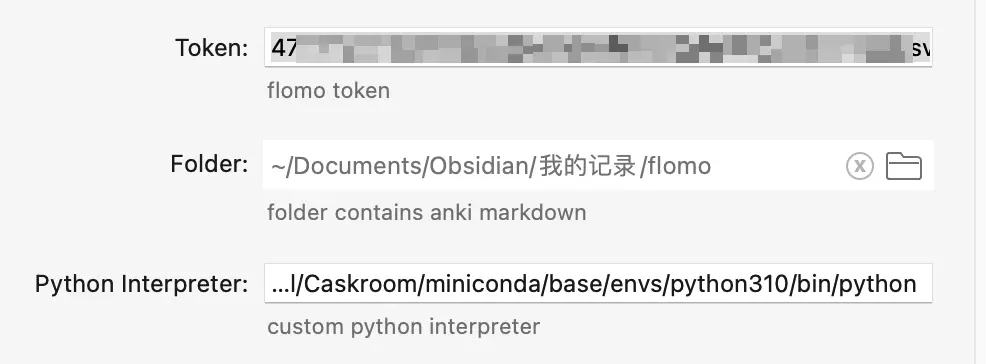 Token: 47 sv
flomo token
Folder: ~/Documents/Obsidian/我的记录/flomo
folder contains anki markdown
Python Interpreter: ...l/Caskroom/miniconda/base/envs/python310/bin/python
custom python interpreter